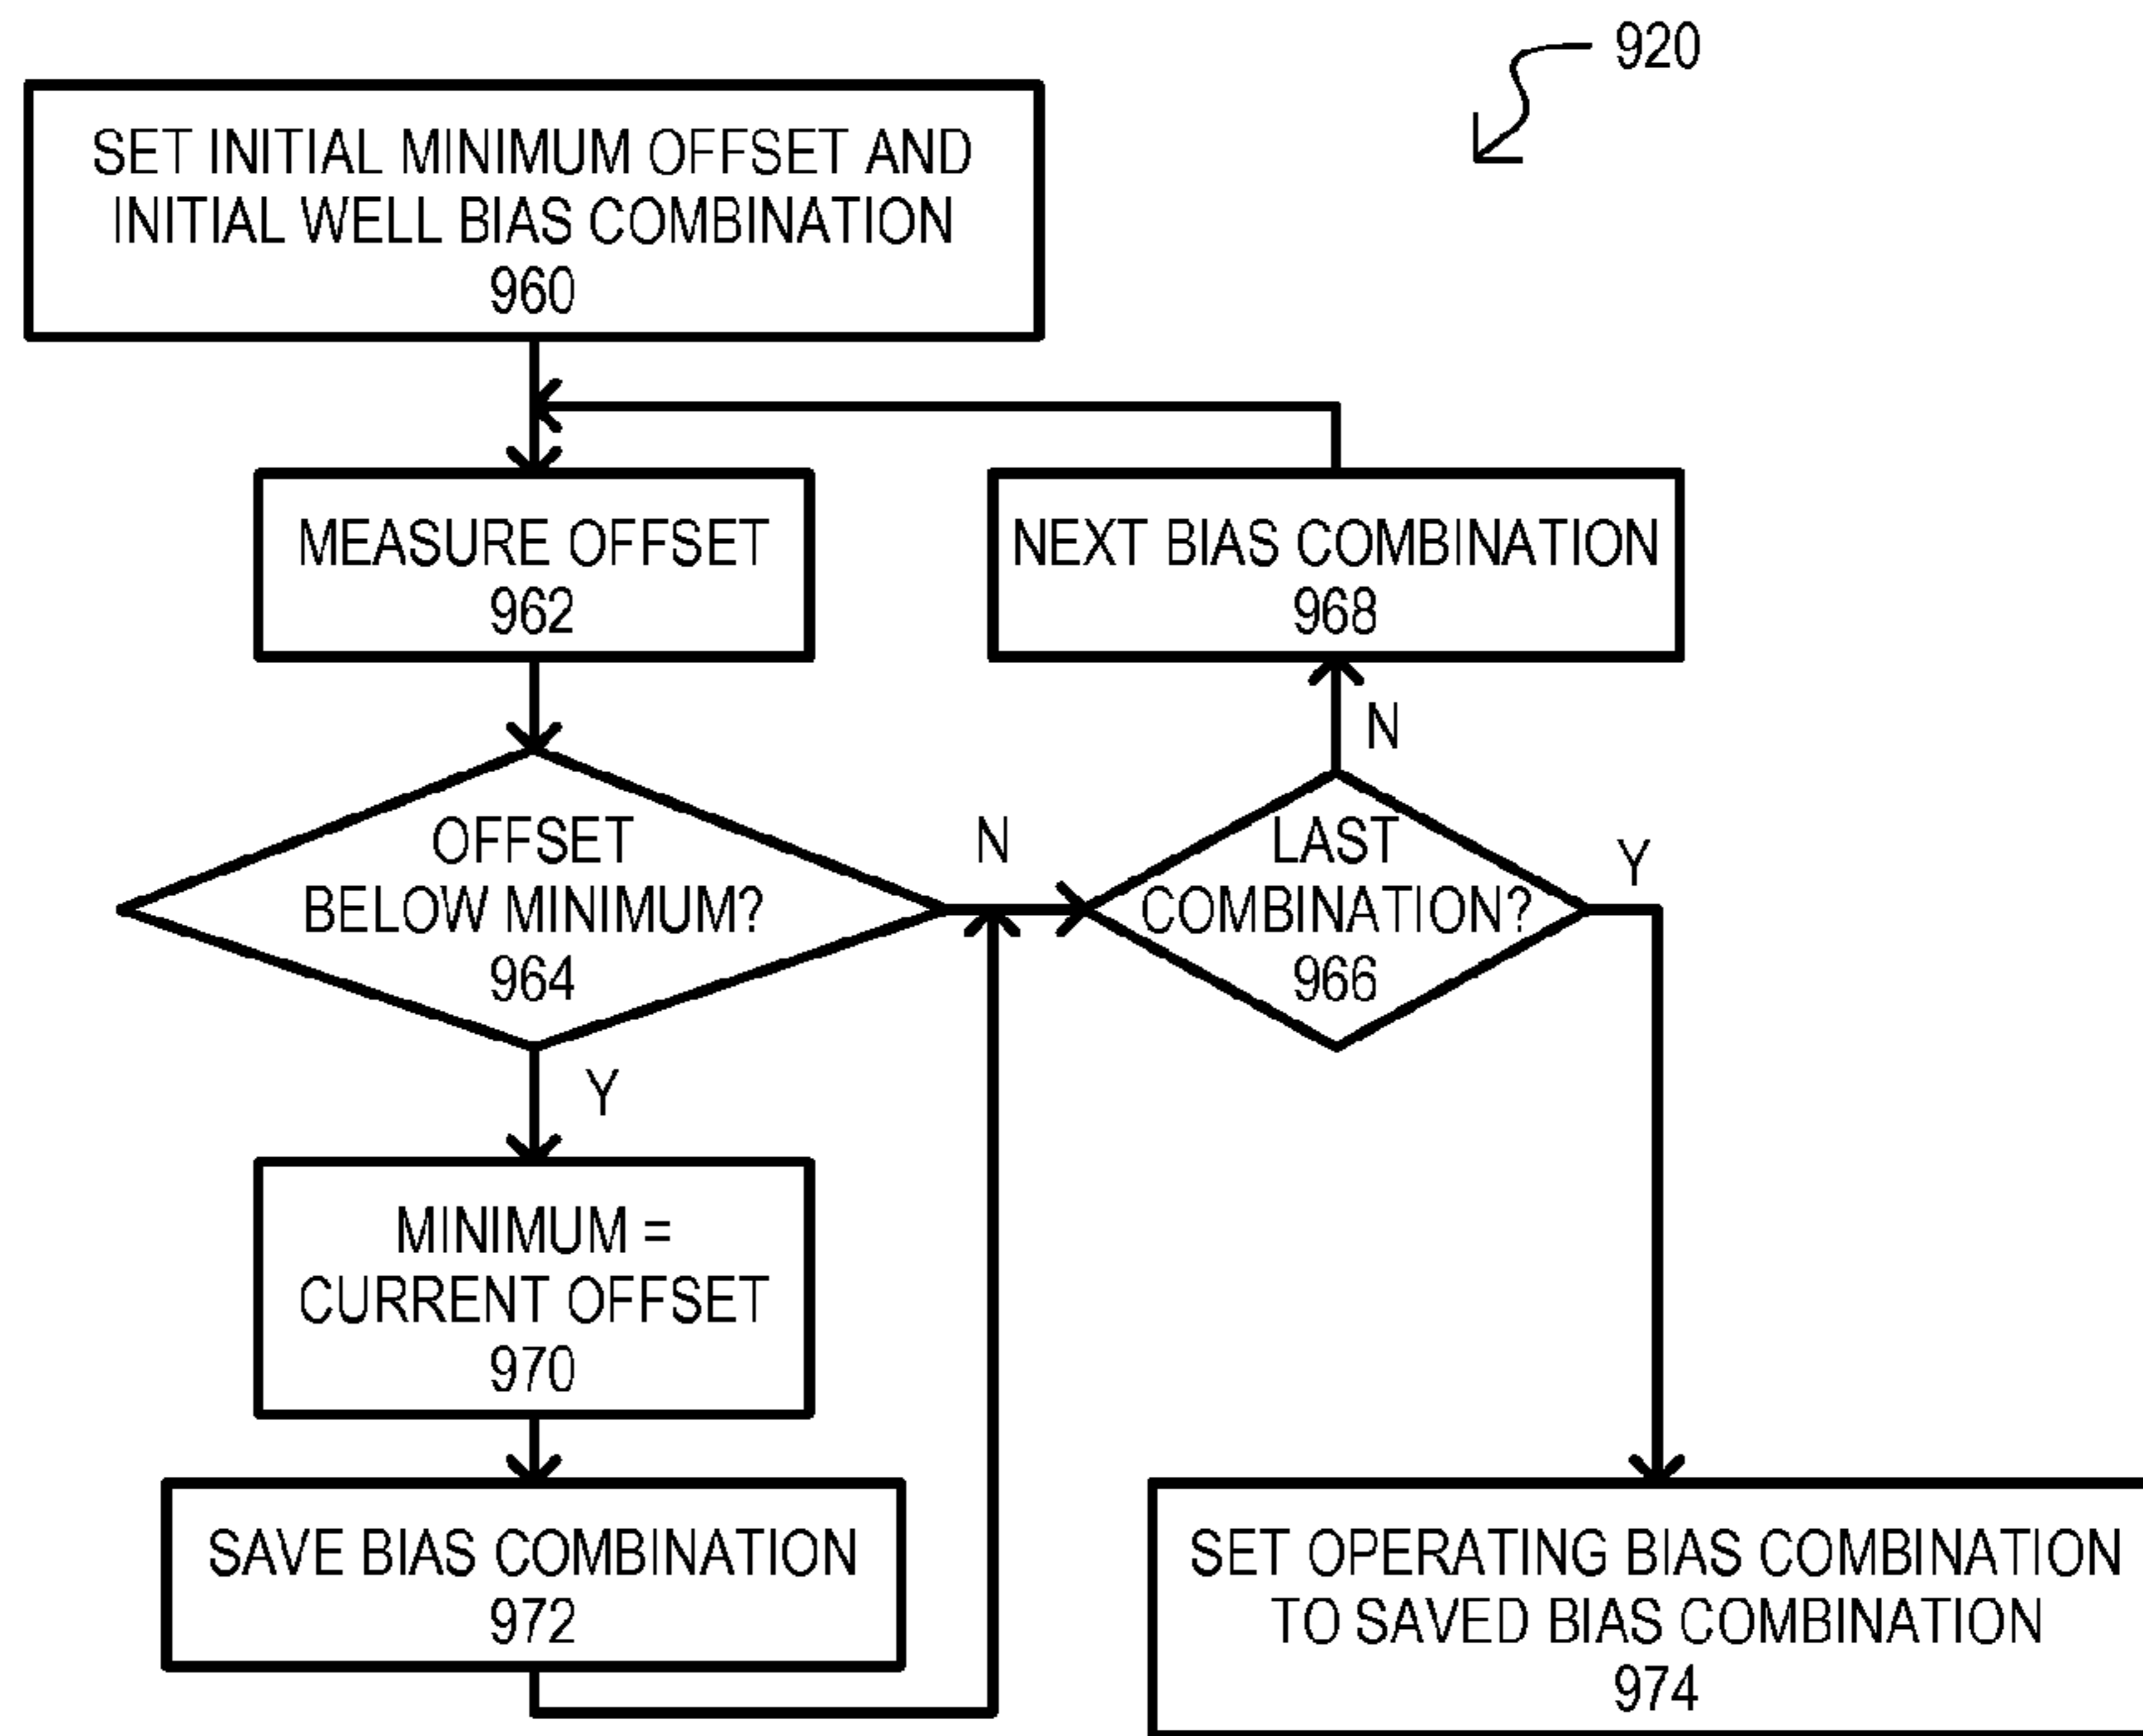 920
SET INITIAL MINIMUM OFFSET AND
INITIAL WELL BIAS COMBINATION
960
MEASURE OFFSET
962
NEXT BIAS COMBINATION
968
N
OFFSET
BELOW MINIMUM?
964
N
LAST
COMBINATION?
966
Y
Y
MINIMUM =
CURRENT OFFSET
970
SAVE BIAS COMBINATION
972
SET OPERATING BIAS COMBINATION
TO SAVED BIAS COMBINATION
974